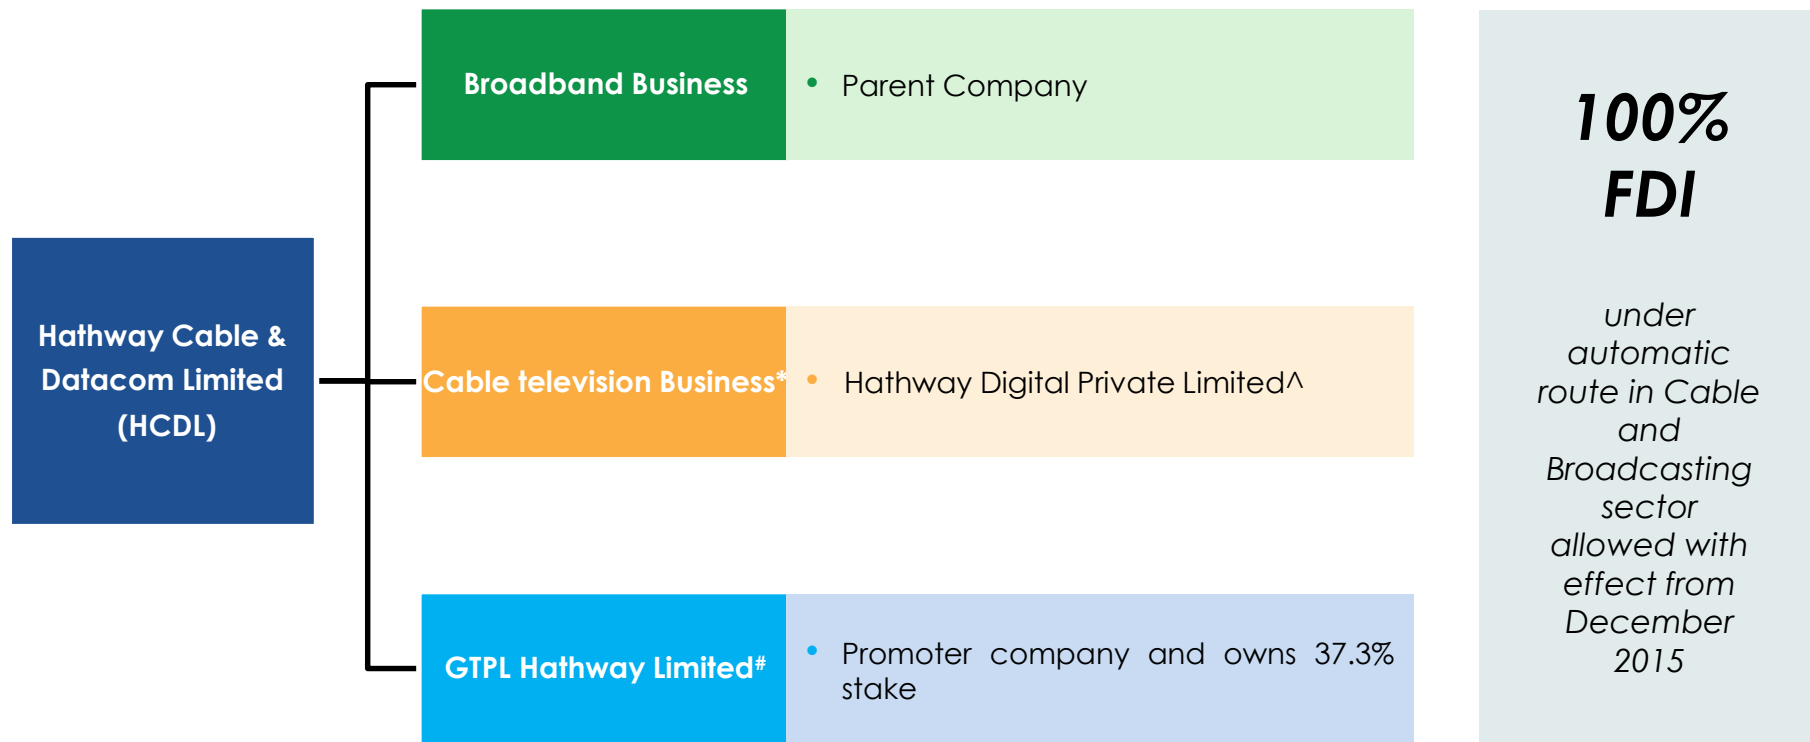 Hathway Cable &
Datacom Limited
(HCDL)
Broadband Business
• Parent Company
Cable television Business*
• Hathway Digital Private Limited^
GTPL Hathway Limited#
• Promoter company and owns 37.3%
stake
100%
FDI
under
automatic
route in Cable
and
Broadcasting
sector
allowed with
effect from
December
2015